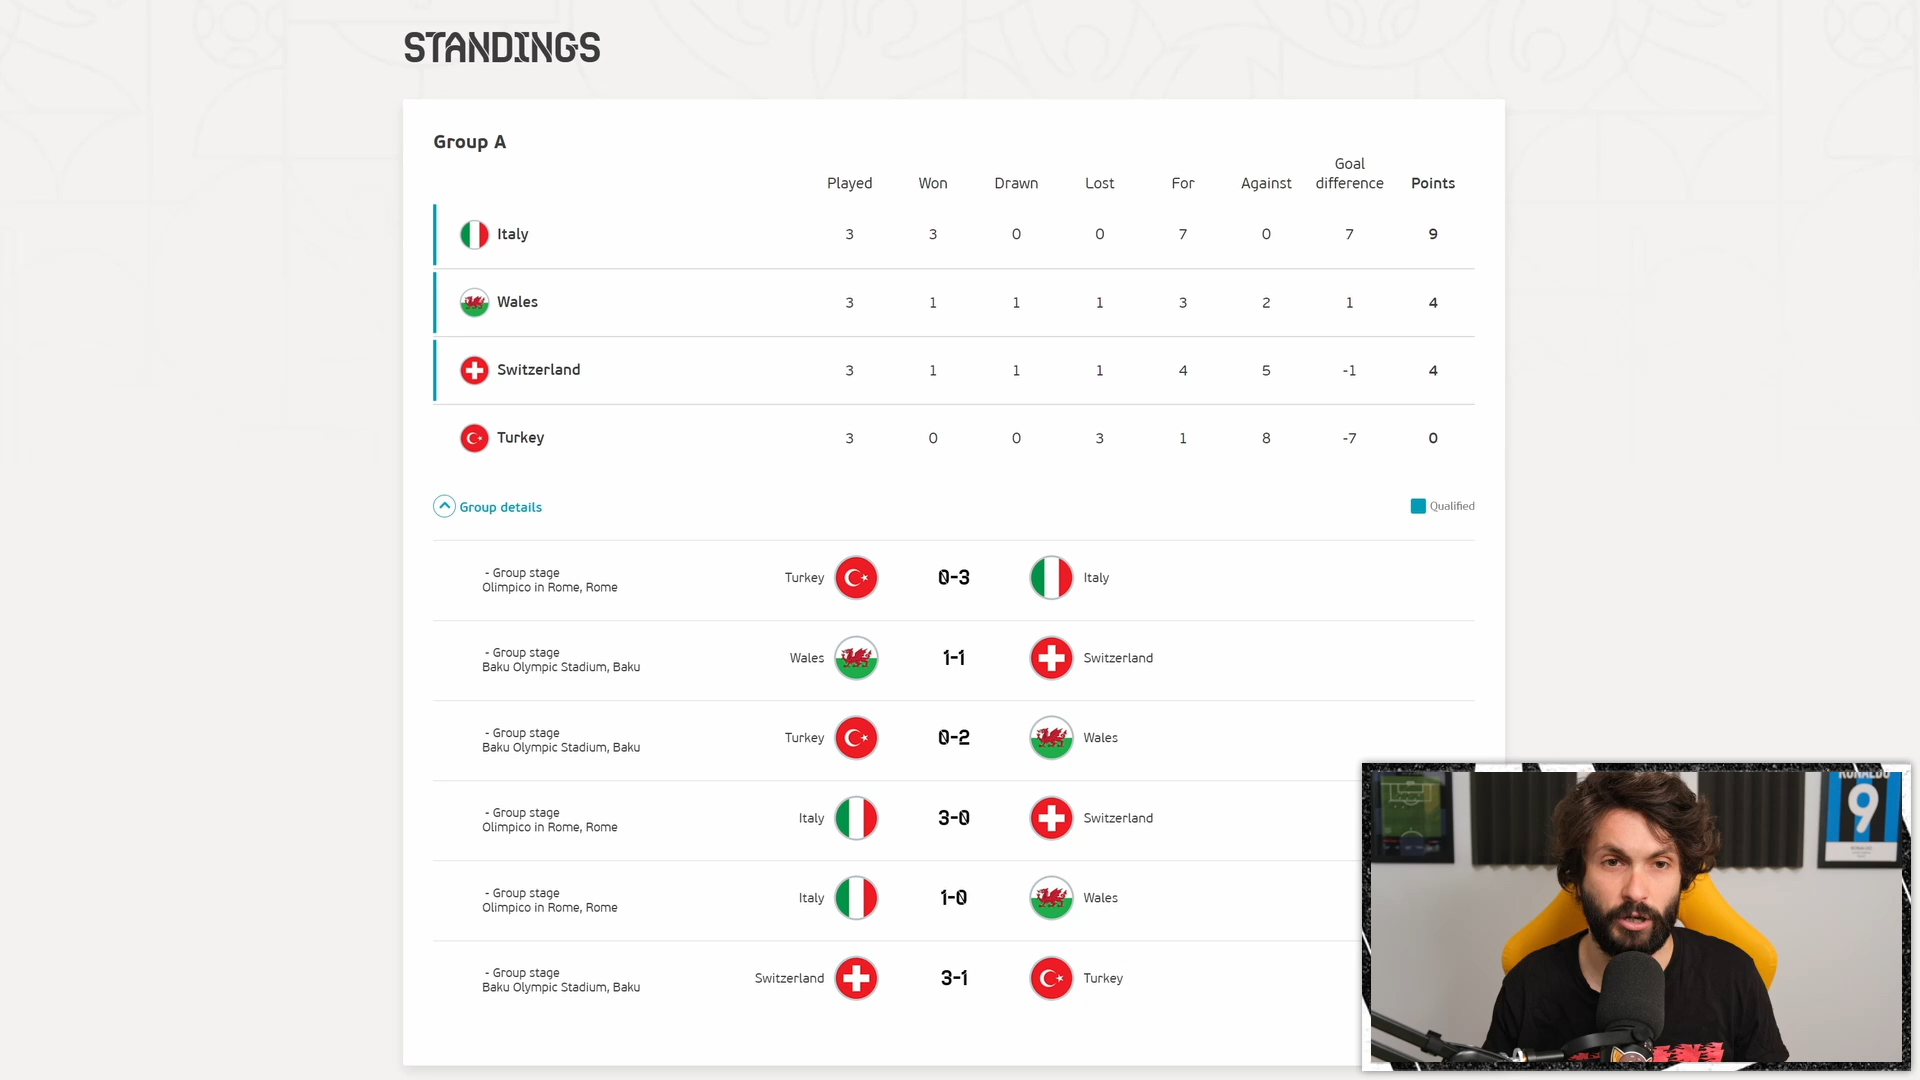 STANDINGS
Group A
Played Won Drawn Lost For Against Goal difference Points
Italy 3 3 0 0 7 0 7 9
Wales 3 1 1 1 3 2 1 4
Switzerland 3 1 1 1 4 5 -1 4
Turkey 3 0 0 3 1 8 -7 0
Group details
Qualified
- Group stage
Olimpico in Rome, Rome
Turkey 0-3 Italy
- Group stage
Baku Olympic Stadium, Baku
Wales 1-1 Switzerland
- Group stage
Baku Olympic Stadium, Baku
Turkey 0-2 Wales
- Group stage
Olimpico in Rome, Rome
Italy 3-0 Switzerland
- Group stage
Olimpico in Rome, Rome
Italy 1-0 Wales
- Group stage
Baku Olympic Stadium, Baku
Switzerland 3-1 Turkey
RONALDO
9
RONALDO